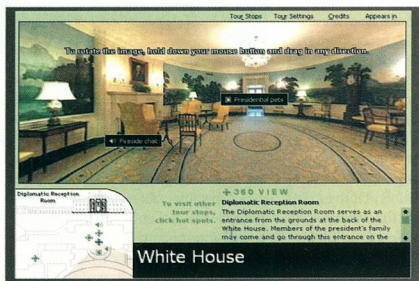 Tour Stops Tour Settings Credits Appears in
To rotate the image, hold down your mouse button and drag in any direction.
Presidential pets
Fireside chat
Diplomatic Reception
Room
360 VIEW
To visit other
tour stops,
click hot spots.
Diplomatic Reception Room
The Diplomatic Reception Room serves as an
entrance from the grounds at the back of the
White House. Members of the president's family
may come and go through this entrance on the
White House